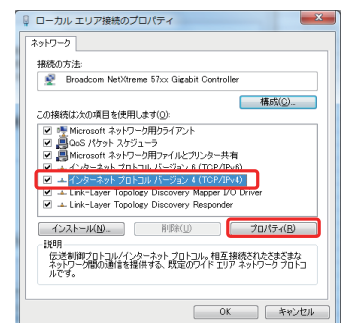 ローカル エリア接続のプロパティ
ネットワーク
接続の方法:
Broadcom NetXtreme 57xx Gigabit Controller
構成(C)...
この接続は次の項目を使用します(O):
Microsoft ネットワーク用クライアント
QoS パケット スケジューラ
Microsoft ネットワーク用ファイルとプリンター共有
インターネット プロトコル バージョン 6 (TCP/IPv6)
インターネット プロトコル バージョン 4 (TCP/IPv4)
Link-Layer Topology Discovery Mapper I/O Driver
Link-Layer Topology Discovery Responder
インストール(N)...
削除(U)
プロパティ(R)
説明
伝送制御プロトコル/インターネット プロトコル。相互接続されたさまざまな
ネットワーク間の通信を提供する、既定のワイド エリア ネットワーク プロトコ
ルです。
OK
キャンセル